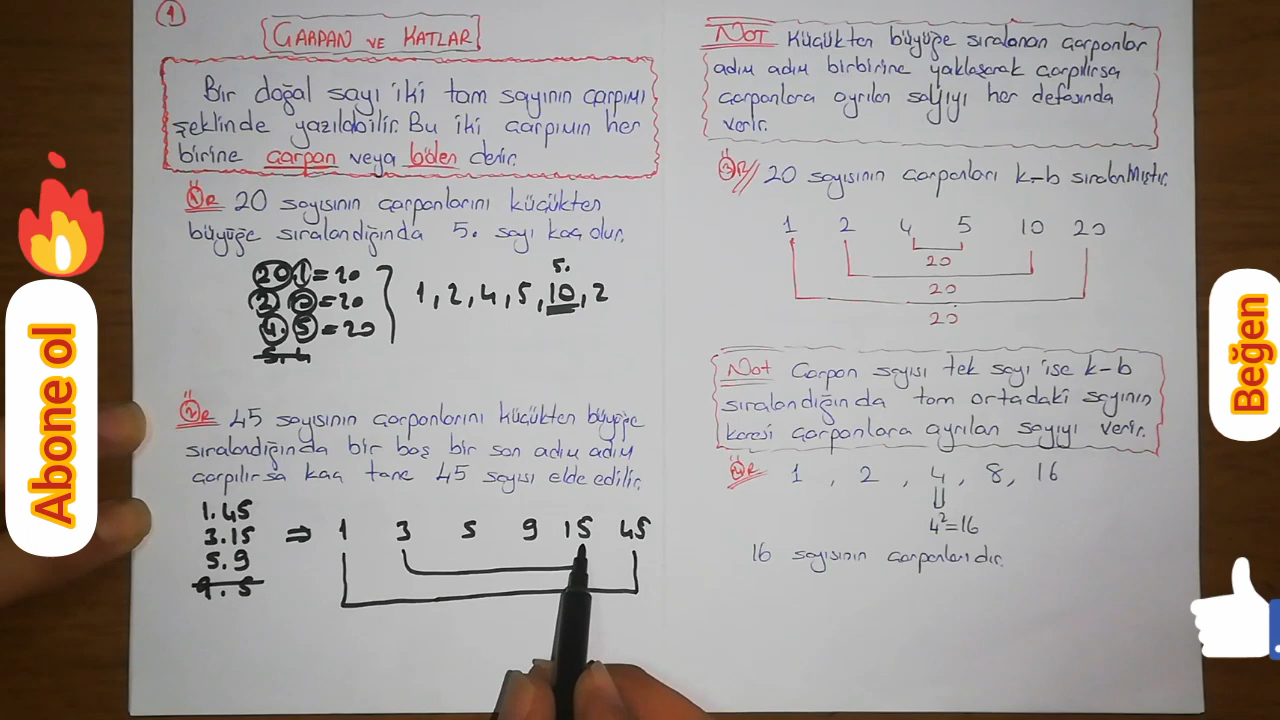 1
ÇARPAN VE KATLAR
Bir doğal sayı iki tam sayının çarpımı
şeklinde yazılabilir. Bu iki çarpımın her
birine çarpan veya bölen denir.
Ör 20 sayısının çarpanlarını küçükten
büyüğe sıralandığında 5. sayı kaç olur.
20 1 = 20
2 = 20
4 . 5 = 20
5.
1, 2, 4, 5, 10, 2
Ör 45 sayısının çarpanlarını küçükten büyüğe
sıralandığında bir baş bir son adım adım
çarpılırsa kaç tane 45 sayısı elde edilir.
1.45
3.15
5.9
9.5
⇒ 1 3 5 9 15 45
NOT Küçükten büyüğe sıralanan çarpanlar
adım adım birbirine yaklaşarak çarpılırsa
çarpanlara ayrılan sayıyı her defasında
verir.
Ör// 20 sayısının çarpanları k-b sıralanmıştır.
1 2 4 5 10 20
20
20
20
Not Çarpan sayısı tek sayı ise k-b
sıralandığında tam ortadaki sayının
karesi çarpanlara ayrılan sayıyı verir.
Ör 1 , 2 , 4 , 8 , 16
4²=16
16 sayısının çarpanlarıdır.
Abone ol
Beğen